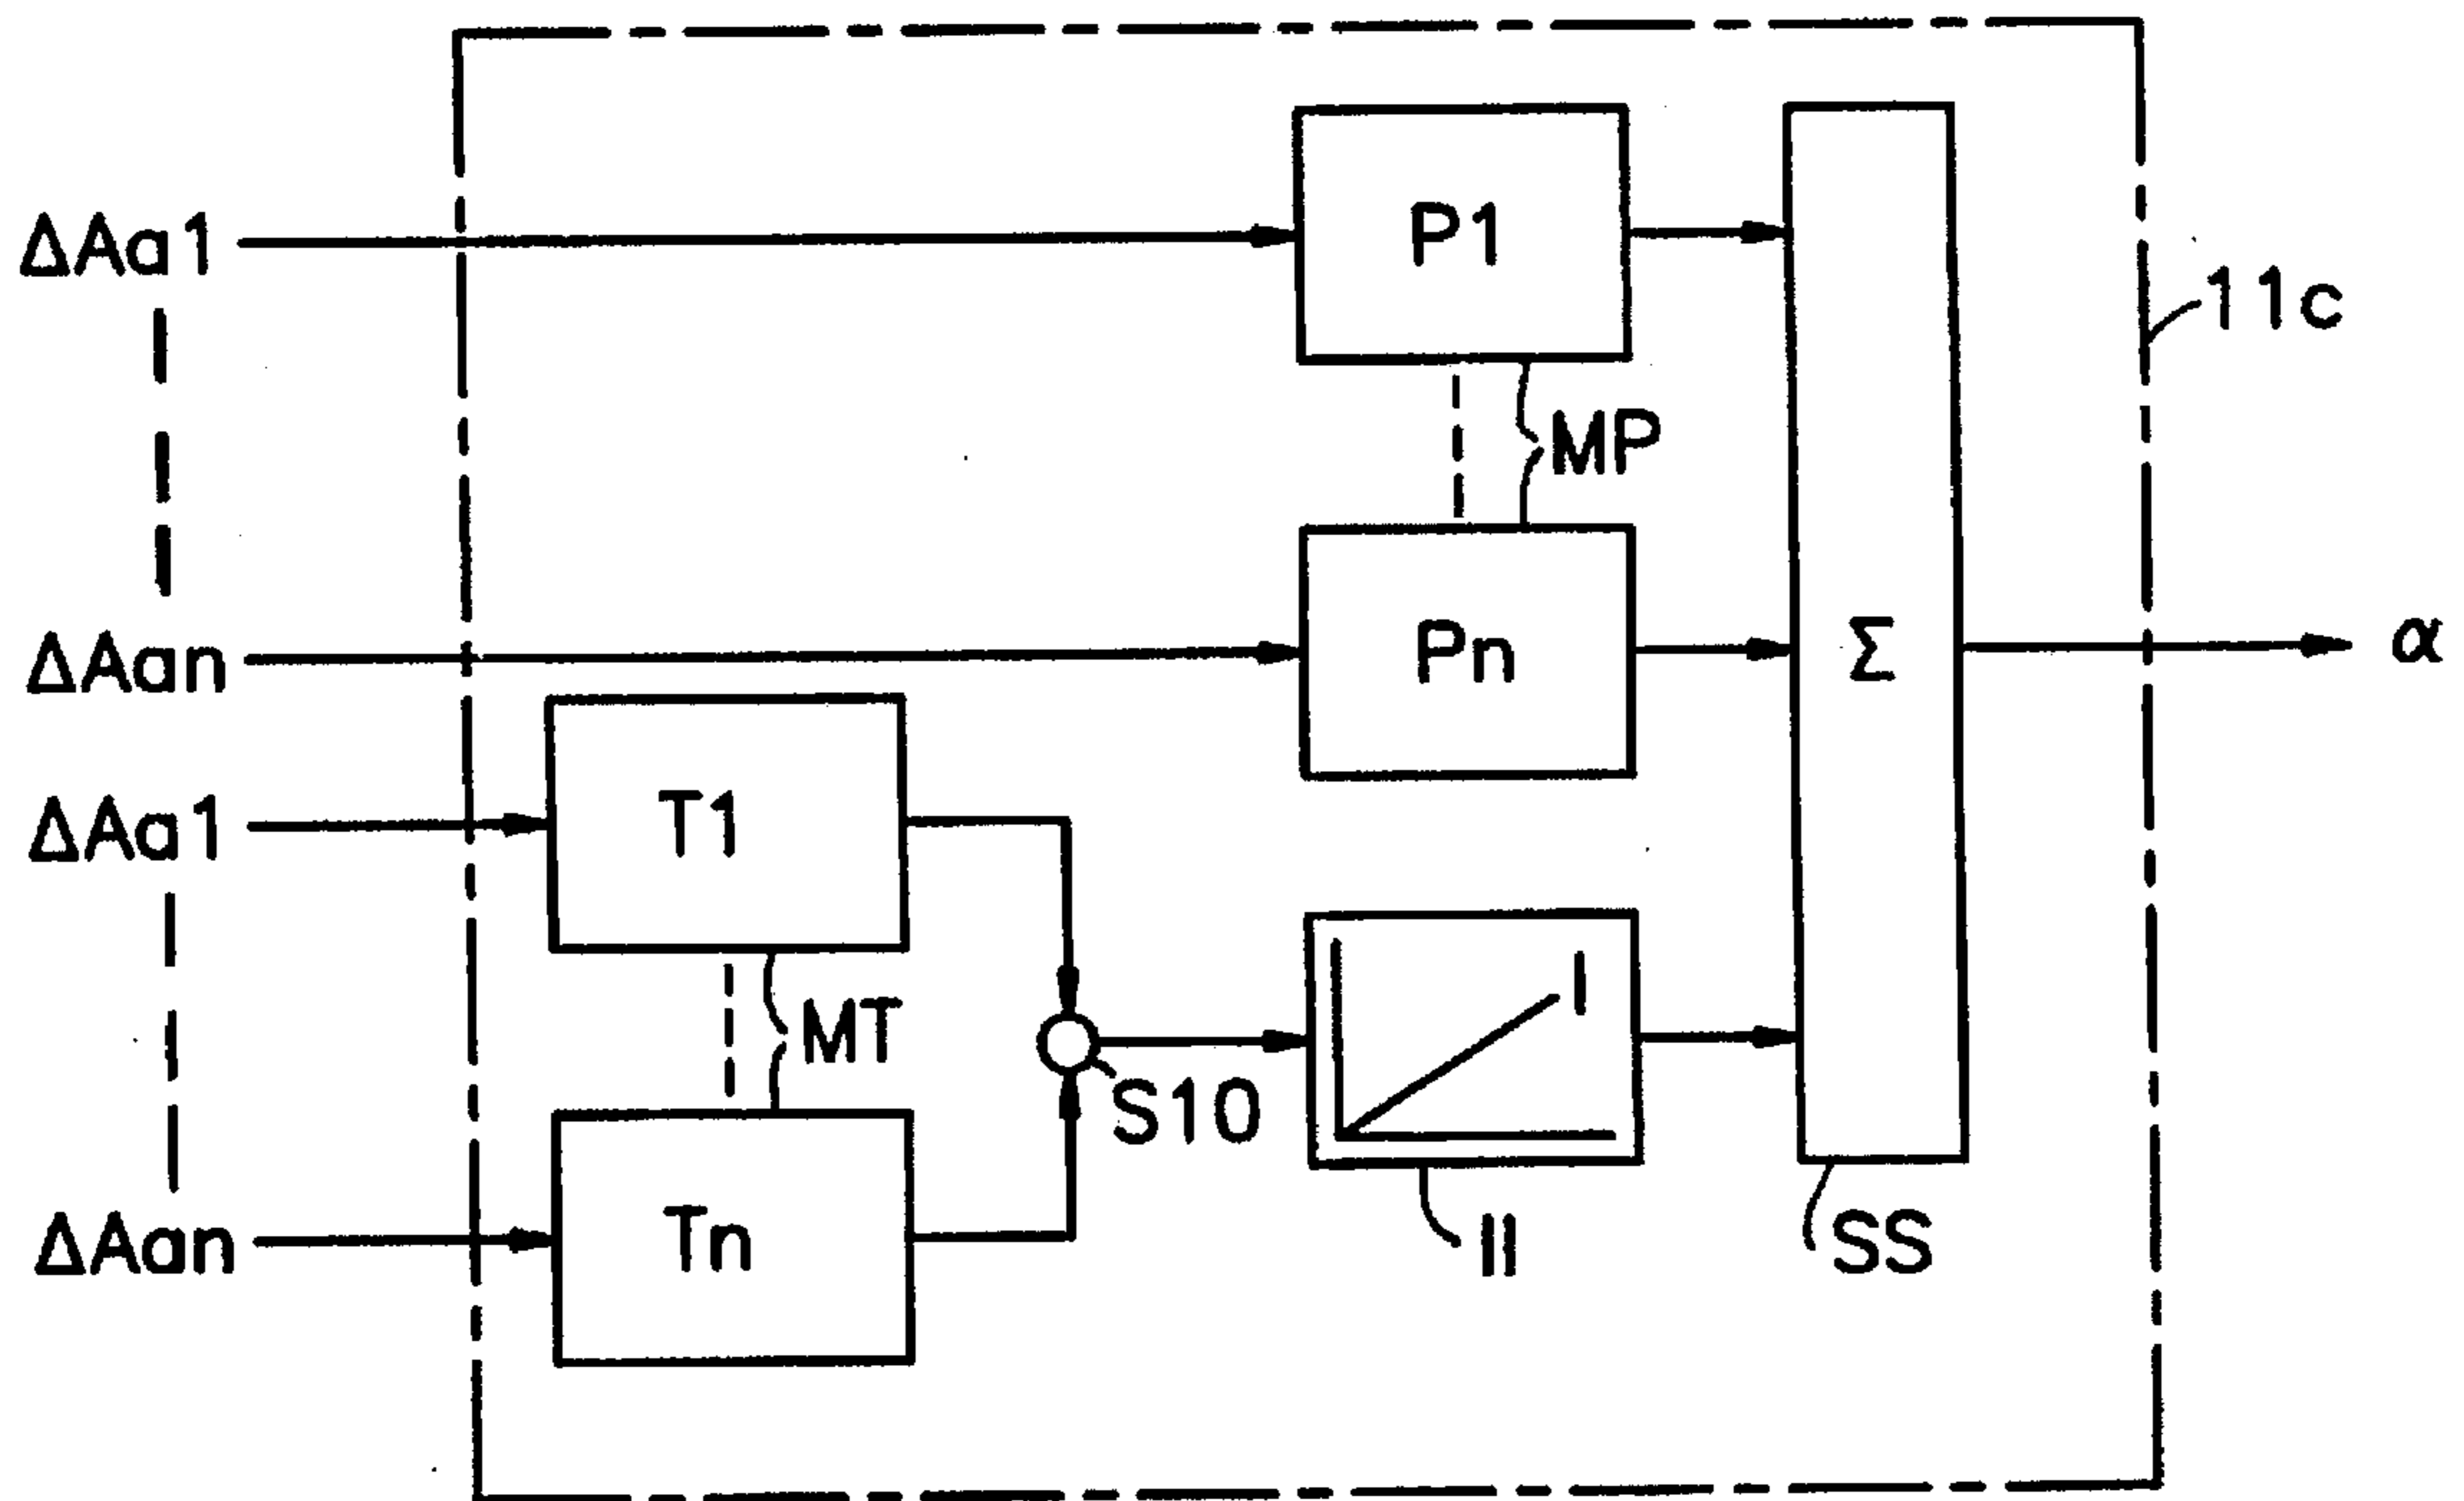 ΔAa1
P1
11c
MP
ΔAan
Pn
Σ
α
ΔAa1
T1
I
MT
S10
ΔAan
Tn
II
SS